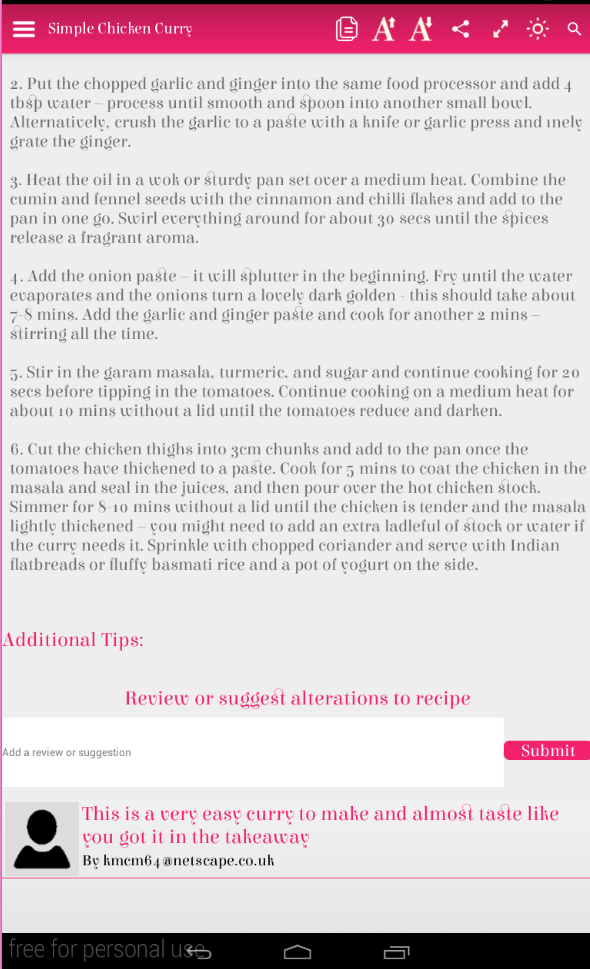 Simple Chicken Curry
2. Put the chopped garlic and ginger into the same food processor and add 4
tbsp water – process until smooth and spoon into another small bowl.
Alternatively, crush the garlic to a paste with a knife or garlic press and inely
grate the ginger.
3. Heat the oil in a wok or sturdy pan set over a medium heat. Combine the
cumin and fennel seeds with the cinnamon and chilli flakes and add to the
pan in one go. Swirl everything around for about 30 secs until the spices
release a fragrant aroma.
4. Add the onion paste – it will splutter in the beginning. Fry until the water
evaporates and the onions turn a lovely dark golden - this should take about
7-8 mins. Add the garlic and ginger paste and cook for another 2 mins –
stirring all the time.
5. Stir in the garam masala, turmeric, and sugar and continue cooking for 20
secs before tipping in the tomatoes. Continue cooking on a medium heat for
about 10 mins without a lid until the tomatoes reduce and darken.
6. Cut the chicken thighs into 3cm chunks and add to the pan once the
tomatoes have thickened to a paste. Cook for 5 mins to coat the chicken in the
masala and seal in the juices, and then pour over the hot chicken stock.
Simmer for 8-10 mins without a lid until the chicken is tender and the masala
lightly thickened – you might need to add an extra ladleful of stock or water if
the curry needs it. Sprinkle with chopped coriander and serve with Indian
flatbreads or fluffy basmati rice and a pot of yogurt on the side.
Additional Tips:
Review or suggest alterations to recipe
Add a review or suggestion
Submit
This is a very easy curry to make and almost taste like
you got it in the takeaway
By kmcm64@netscape.co.uk
free for personal use